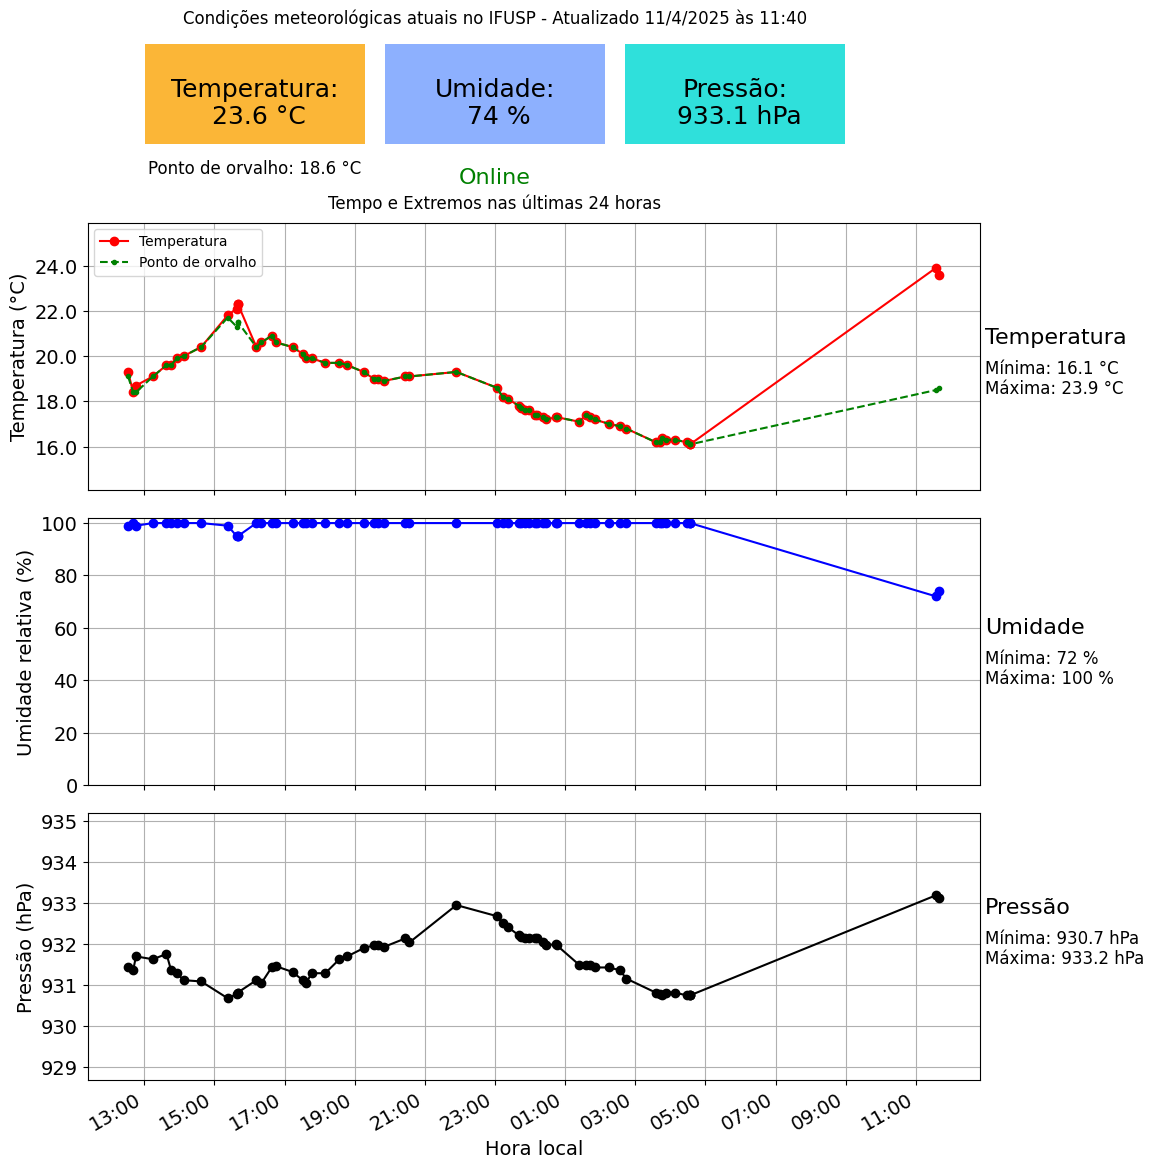 Condições meteorológicas atuais no IFUSP - Atualizado 11/4/2025 às 11:40
Temperatura:
23.6 °C
Umidade:
74 %
Pressão:
933.1 hPa
Ponto de orvalho: 18.6 °C
Online
Tempo e Extremos nas últimas 24 horas
Temperatura (°C)
24.0
22.0
20.0
18.0
16.0
Temperatura
Ponto de orvalho
Temperatura
Mínima: 16.1 °C
Máxima: 23.9 °C
Umidade relativa (%)
100
80
60
40
20
0
Umidade
Mínima: 72 %
Máxima: 100 %
Pressão (hPa)
935
934
933
932
931
930
929
Pressão
Mínima: 930.7 hPa
Máxima: 933.2 hPa
13:00
15:00
17:00
19:00
21:00
23:00
01:00
03:00
05:00
07:00
09:00
11:00
Hora local